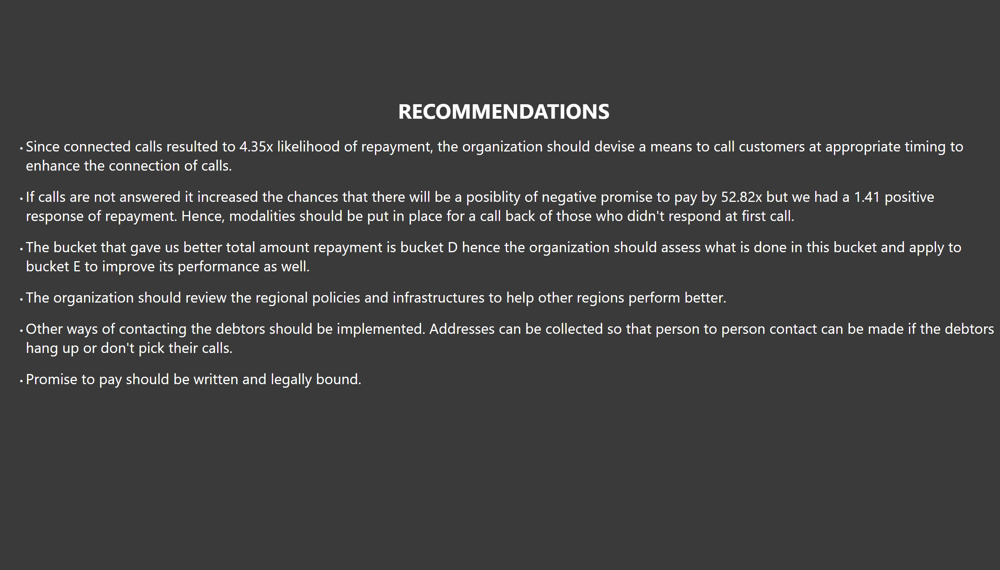 RECOMMENDATIONS
• Since connected calls resulted to 4.35x likelihood of repayment, the organization should devise a means to call customers at appropriate timing to
enhance the connection of calls.
• If calls are not answered it increased the chances that there will be a posiblity of negative promise to pay by 52.82x but we had a 1.41 positive
response of repayment. Hence, modalities should be put in place for a call back of those who didn't respond at first call.
• The bucket that gave us better total amount repayment is bucket D hence the organization should assess what is done in this bucket and apply to
bucket E to improve its performance as well.
• The organization should review the regional policies and infrastructures to help other regions perform better.
• Other ways of contacting the debtors should be implemented. Addresses can be collected so that person to person contact can be made if the debtors
hang up or don't pick their calls.
• Promise to pay should be written and legally bound.